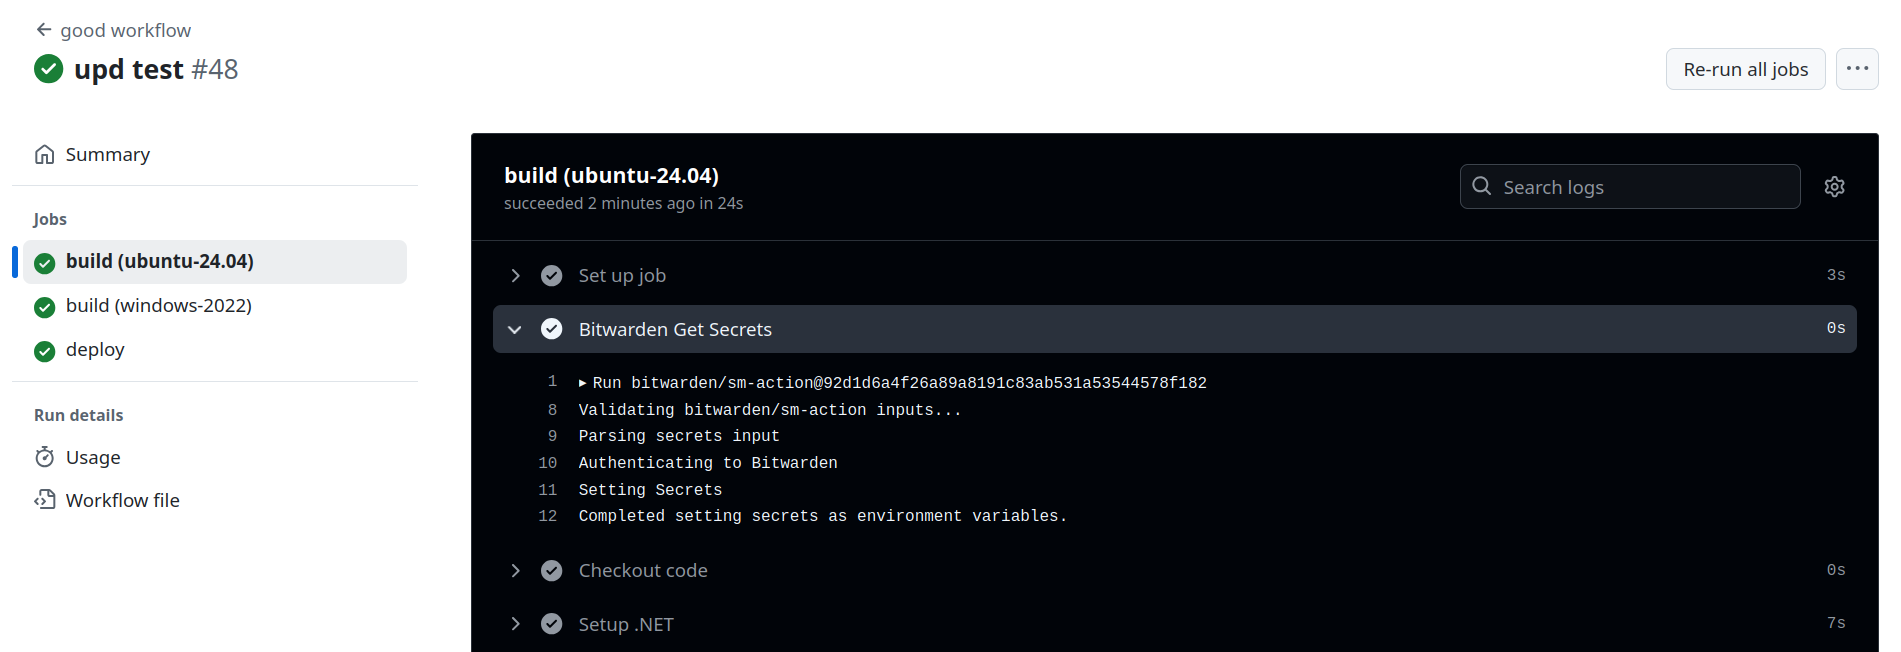 good workflow
upd test #48
Re-run all jobs
Summary
Jobs
build (ubuntu-24.04)
build (windows-2022)
deploy
Run details
Usage
Workflow file
build (ubuntu-24.04)
succeeded 2 minutes ago in 24s
Search logs
Set up job 3s
Bitwarden Get Secrets 0s
1 Run bitwarden/sm-action@92d1d6a4f26a89a8191c83ab531a53544578f182
8 Validating bitwarden/sm-action inputs...
9 Parsing secrets input
10 Authenticating to Bitwarden
11 Setting Secrets
12 Completed setting secrets as environment variables.
Checkout code 0s
Setup .NET 7s